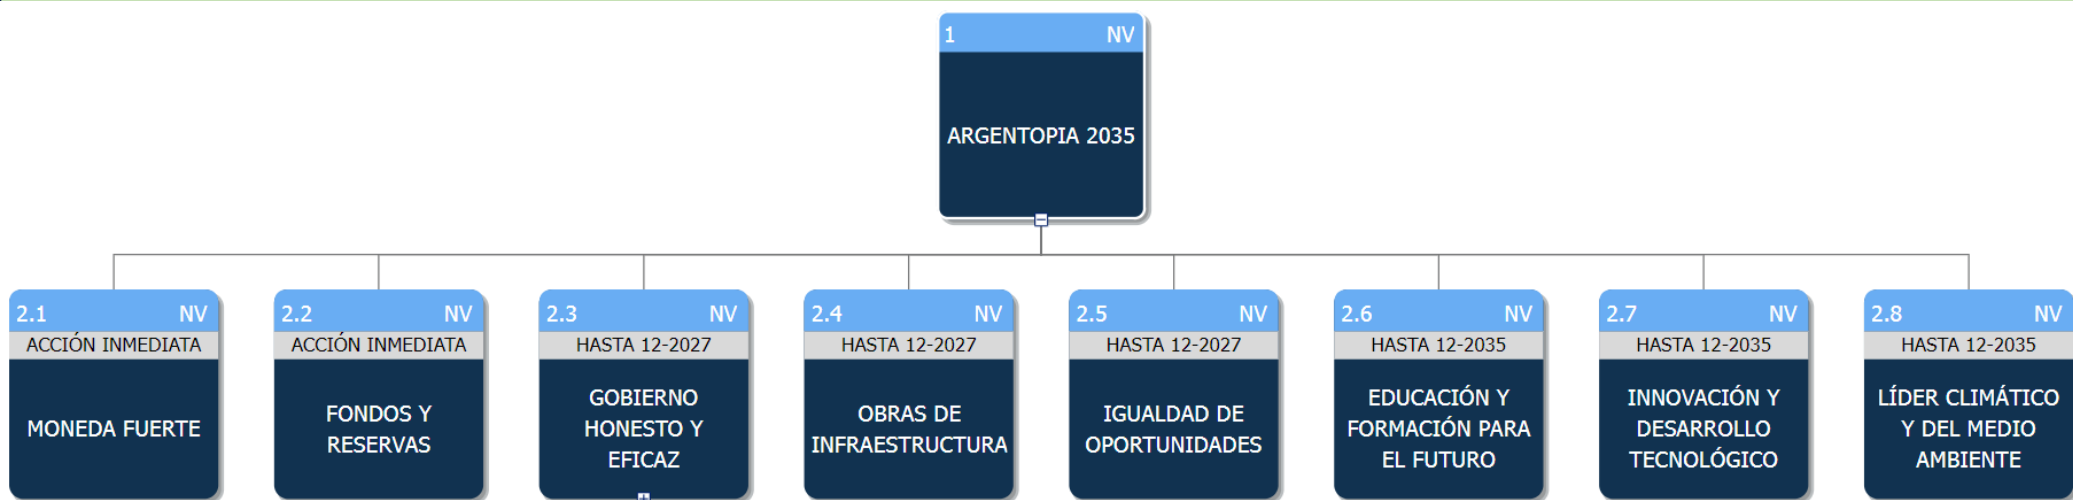 1 NV
ARGENTOPIA 2035
2.1 NV
ACCIÓN INMEDIATA
MONEDA FUERTE
2.2 NV
ACCIÓN INMEDIATA
FONDOS Y
RESERVAS
2.3 NV
HASTA 12-2027
GOBIERNO
HONESTO Y
EFICAZ
2.4 NV
HASTA 12-2027
OBRAS DE
INFRAESTRUCTURA
2.5 NV
HASTA 12-2027
IGUALDAD DE
OPORTUNIDADES
2.6 NV
HASTA 12-2035
EDUCACIÓN Y
FORMACIÓN PARA
EL FUTURO
2.7 NV
HASTA 12-2035
INNOVACIÓN Y
DESARROLLO
TECNOLÓGICO
2.8 NV
HASTA 12-2035
LÍDER CLIMÁTICO
Y DEL MEDIO
AMBIENTE